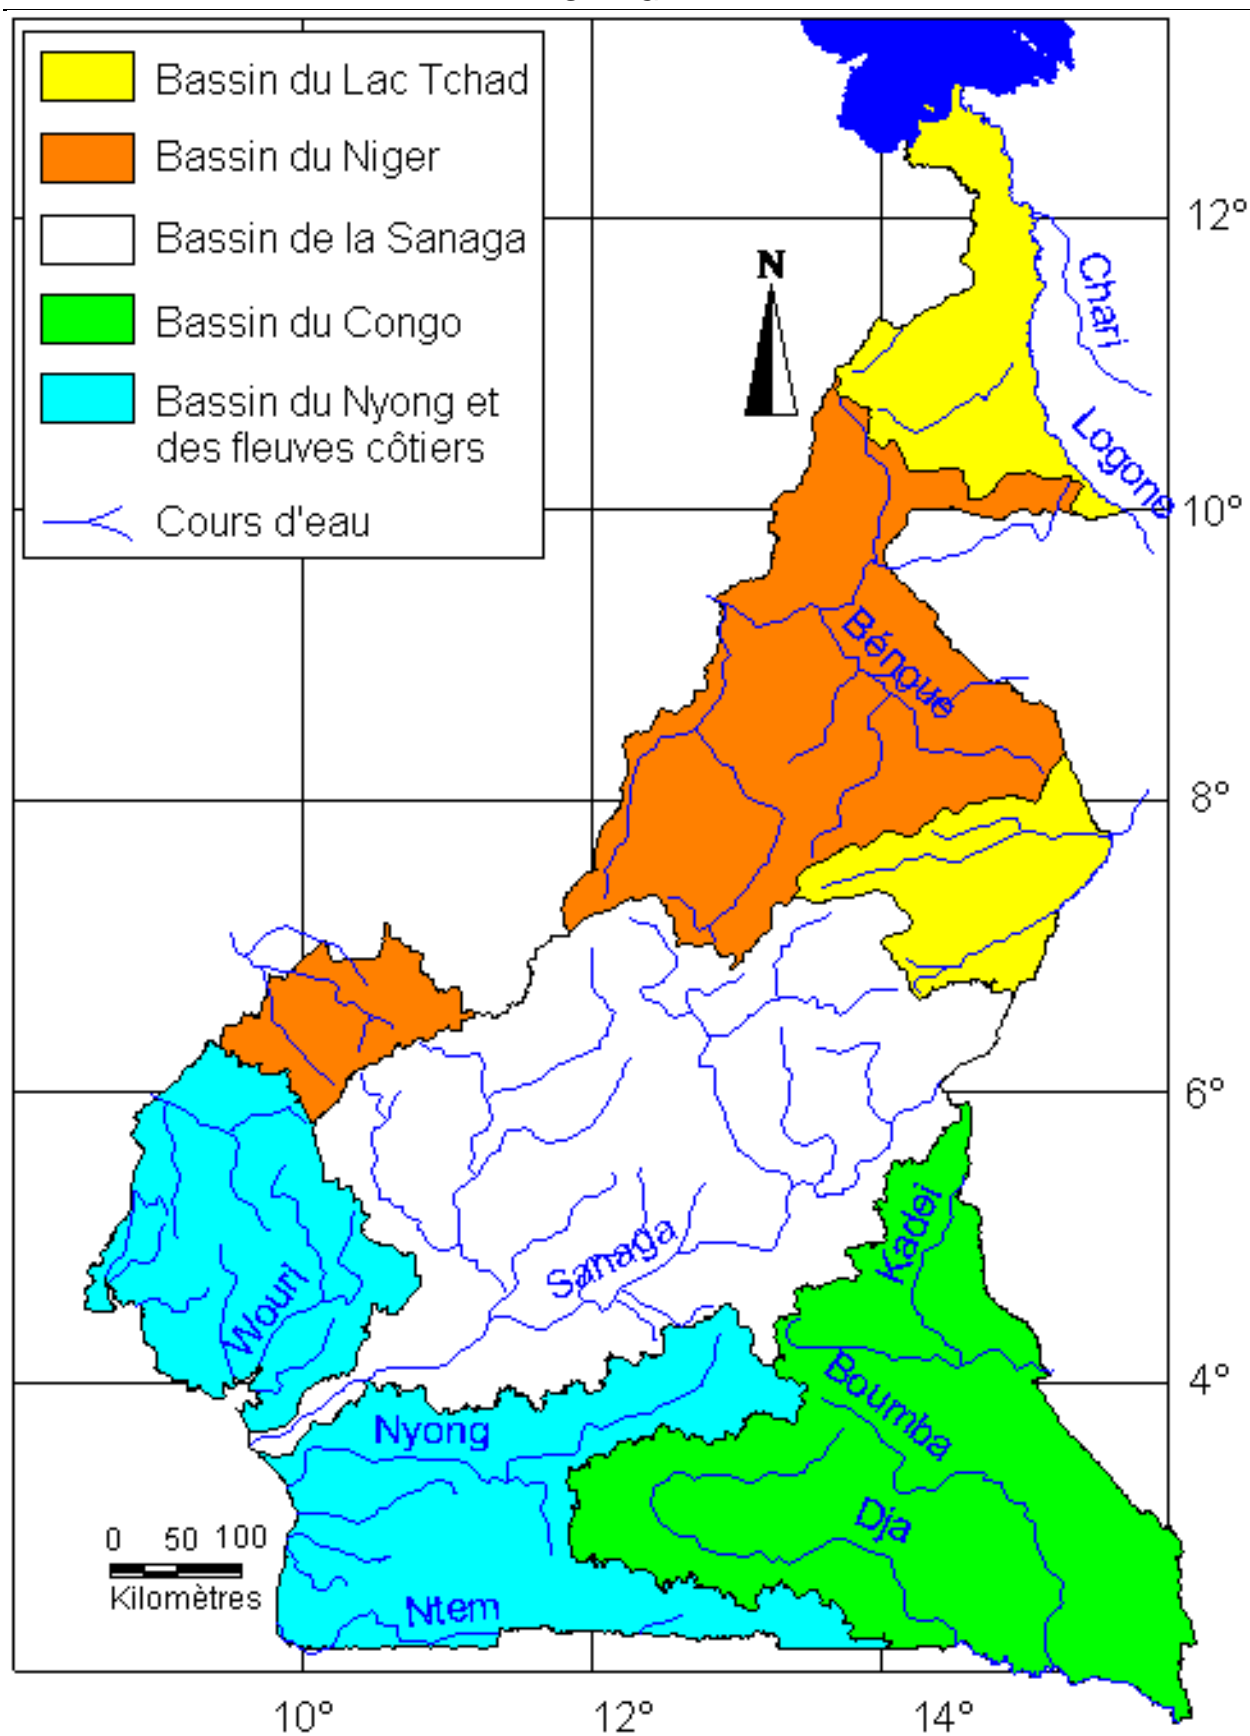 Bassin du Lac Tchad
Bassin du Niger
Bassin de la Sanaga
Bassin du Congo
Bassin du Nyong et
des fleuves côtiers
Cours d'eau
N
12°
Chari
Logone
10°
Bénoue
8°
6°
Kadei
Sanaga
Wouri
4°
Boumba
Nyong
Dja
0 50 100
Kilomètres
Ntem
10° 12° 14°